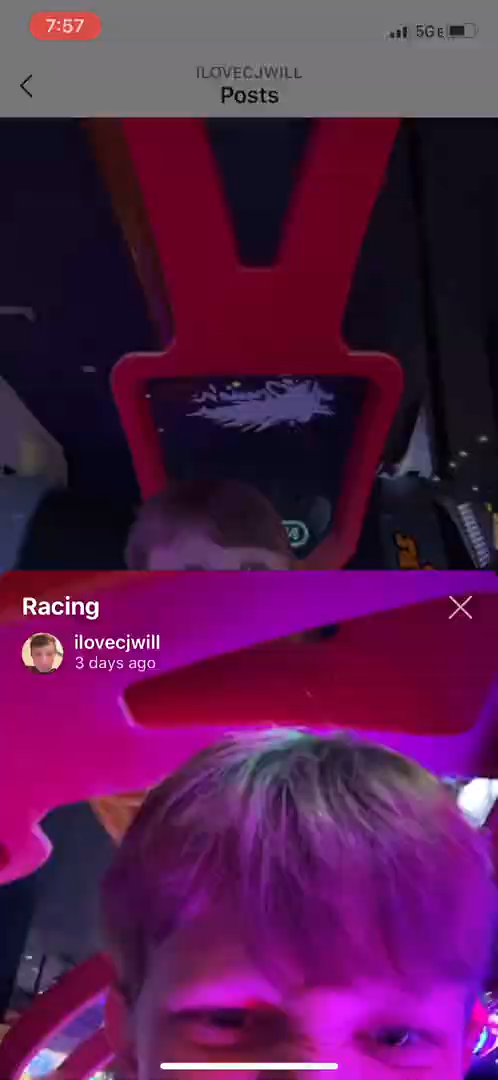 7:57
5GE
ILOVECJWILL
Posts
Racing
ilovecjwill
3 days ago